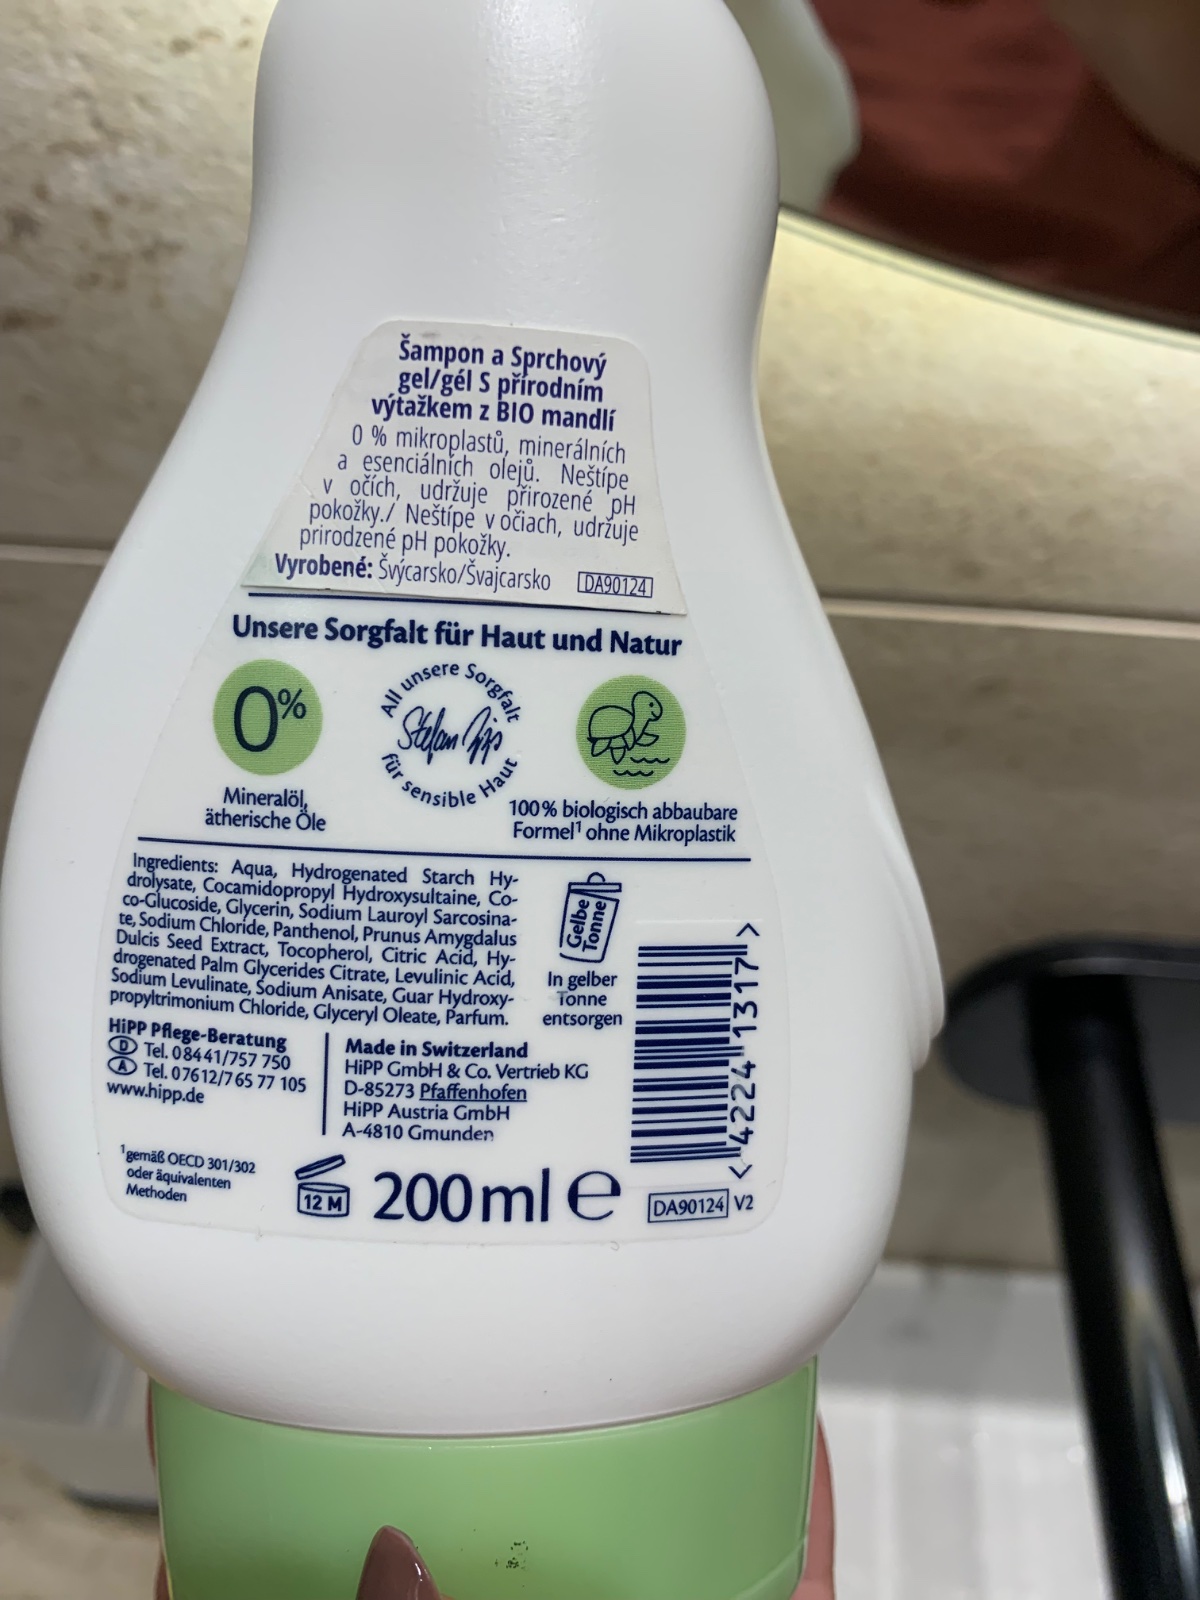 Šampon a Sprchový
gel/gél S přírodním
výtažkem z BIO mandlí
0 % mikroplastů, minerálních
a esenciálních olejů. Neštípe
v očích, udržuje přirozené pH
pokožky./ Neštípe v očiach, udržuje
prirodzené pH pokožky.
Vyrobené: Švýcarsko/Švajcarsko DA90124
Unsere Sorgfalt für Haut und Natur
0%
Mineralöl,
ätherische Öle
All unsere Sorgfalt
Stefan Hipp
für sensible Haut
100% biologisch abbaubare
Formel¹ ohne Mikroplastik
Ingredients: Aqua, Hydrogenated Starch Hy-
drolysate, Cocamidopropyl Hydroxysultaine, Co-
co-Glucoside, Glycerin, Sodium Lauroyl Sarcosina-
te, Sodium Chloride, Panthenol, Prunus Amygdalus
Dulcis Seed Extract, Tocopherol, Citric Acid, Hy-
drogenated Palm Glycerides Citrate, Levulinic Acid,
Sodium Levulinate, Sodium Anisate, Guar Hydroxy-
propyltrimonium Chloride, Glyceryl Oleate, Parfum.
Gelbe
Tonne
In gelber
Tonne
entsorgen
<4224 1317>
HiPP Pflege-Beratung
D Tel. 08441/757 750
A Tel. 07612/765 77 105
www.hipp.de
Made in Switzerland
HiPP GmbH & Co. Vertrieb KG
D-85273 Pfaffenhofen
HiPP Austria GmbH
A-4810 Gmunden
¹gemäß OECD 301/302
oder äquivalenten
Methoden
12 M
200ml e
DA90124 V2